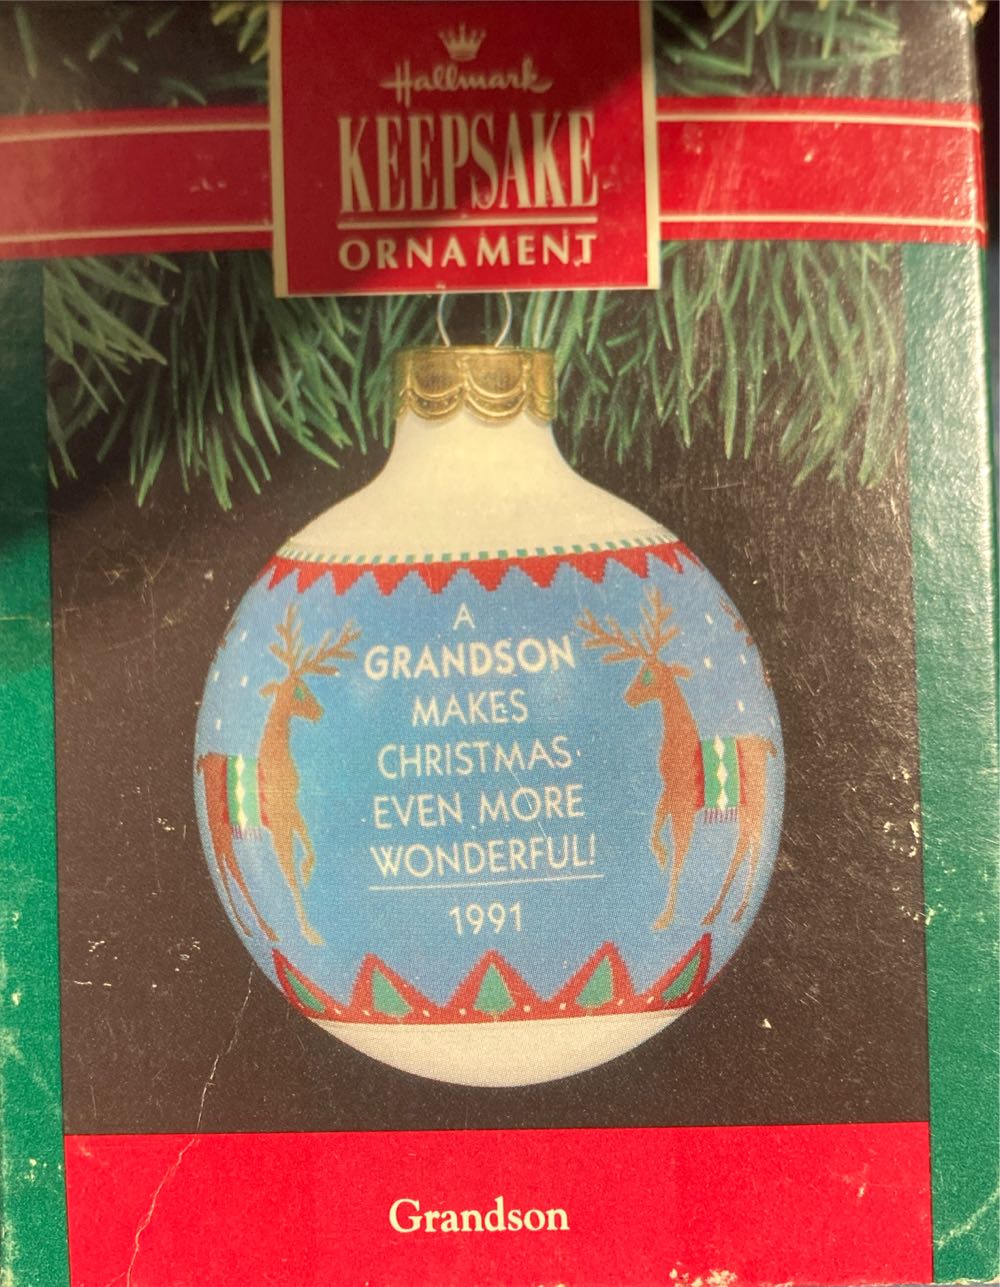 Hallmark
KEEPSAKE
ORNAMENT
A
GRANDSON
MAKES
CHRISTMAS
EVEN MORE
WONDERFUL!
1991
Grandson